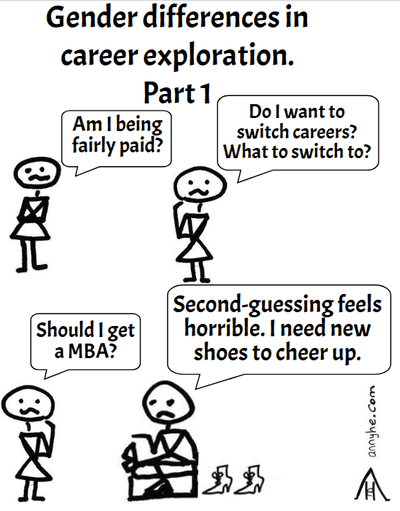 Gender differences in
career exploration.
Part 1
Am I being
fairly paid?
Do I want to
switch careers?
What to switch to?
Should I get
a MBA?
Second-guessing feels
horrible. I need new
shoes to cheer up.
annyhe.com